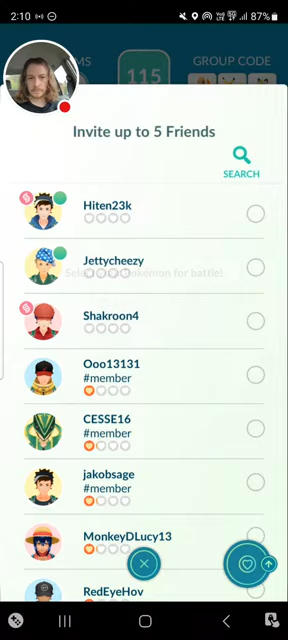 2:10
87%
GROUP CODE
115
Invite up to 5 Friends
SEARCH
Hiten23k
Jettycheezy
Shakroon4
Ooo13131
#member
CESSE16
#member
jakobsage
#member
MonkeyDLucy13
RedEyeHov